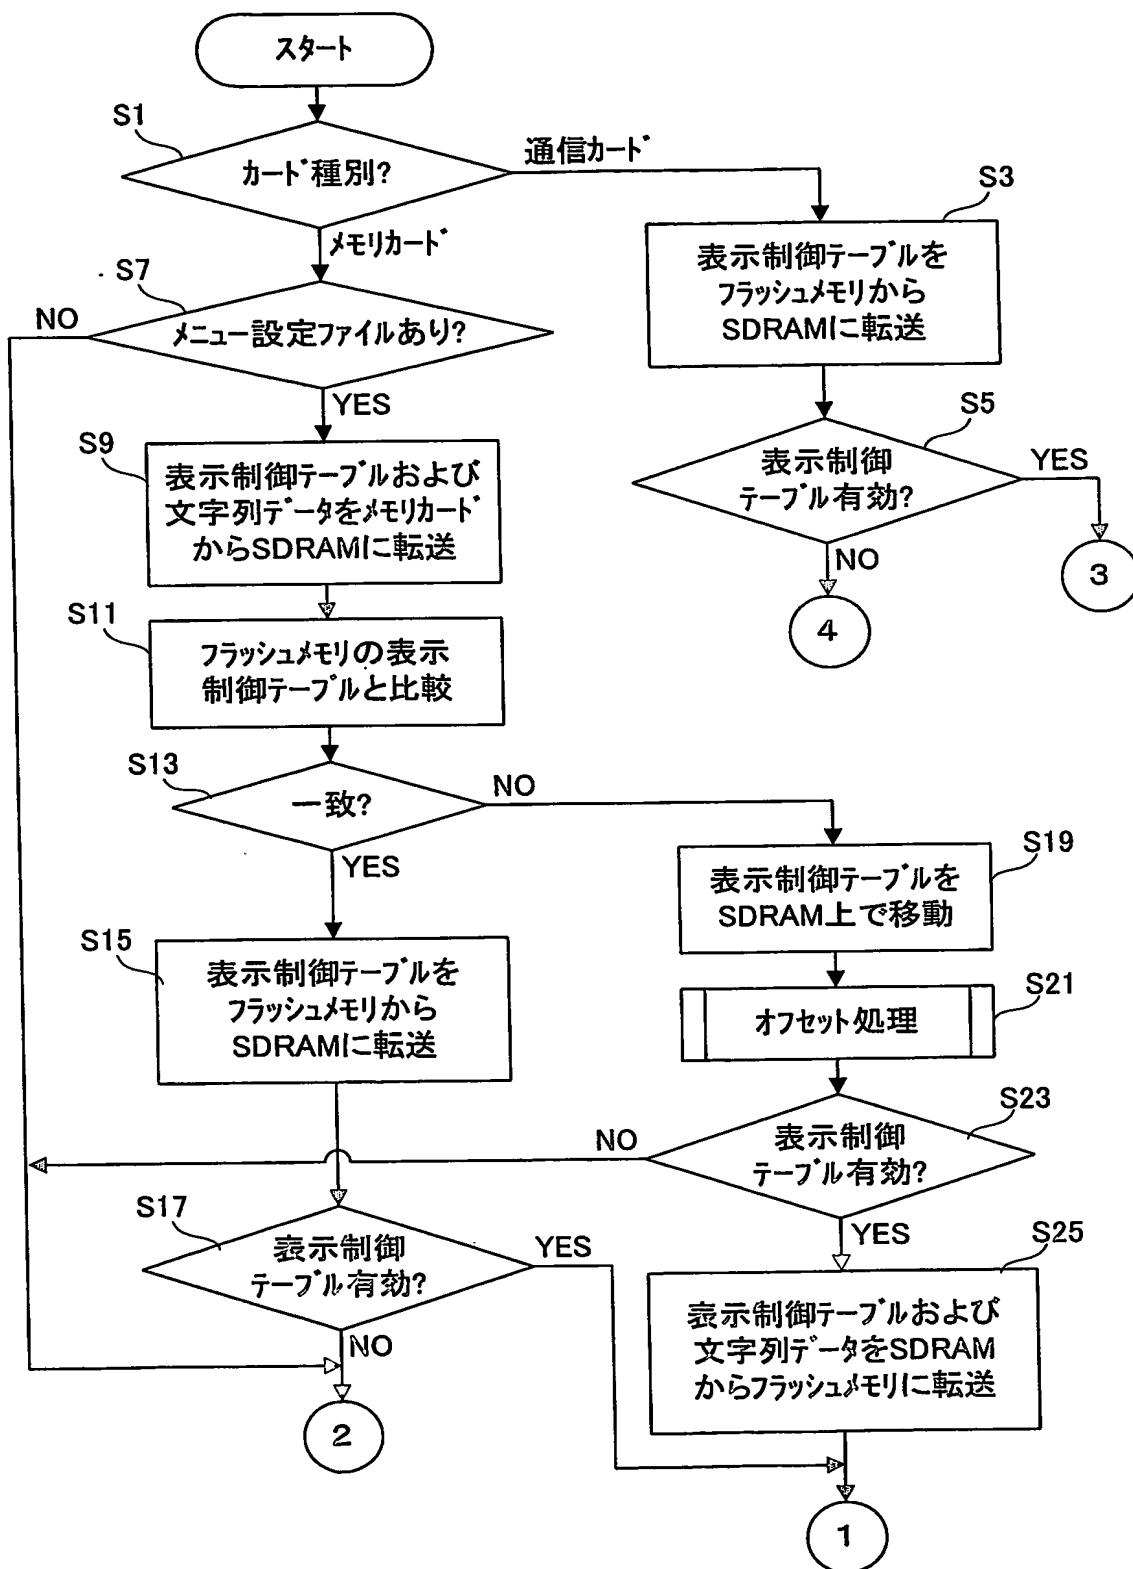 スタート
S1
カード種別?
通信カード
S3
表示制御テーブルを
フラッシュメモリから
SDRAMに転送
メモリカード
S7
NO
メニュー設定ファイルあり?
YES
S5
表示制御
テーブル有効?
YES
NO
3
4
S9
表示制御テーブルおよび
文字列データをメモリカード
からSDRAMに転送
S11
フラッシュメモリの表示
制御テーブルと比較
S13
一致?
NO
YES
S19
表示制御テーブルを
SDRAM上で移動
S15
表示制御テーブルを
フラッシュメモリから
SDRAMに転送
S21
オフセット処理
S23
NO
表示制御
テーブル有効?
YES
S17
表示制御
テーブル有効?
YES
NO
S25
表示制御テーブルおよび
文字列データをSDRAM
からフラッシュメモリに転送
2
1